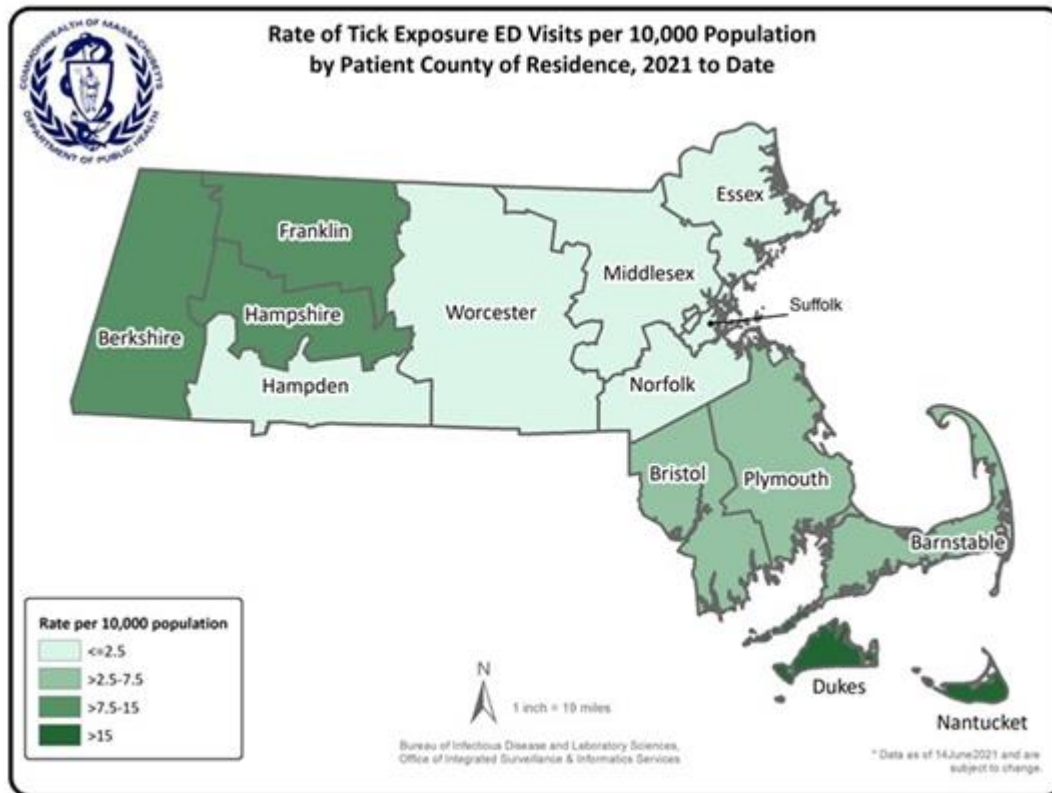 COMMONWEALTH OF MASSACHUSETTS
DEPARTMENT OF PUBLIC HEALTH
Rate of Tick Exposure ED Visits per 10,000 Population
by Patient County of Residence, 2021 to Date
Essex
Franklin
Middlesex
Suffolk
Hampshire
Worcester
Berkshire
Hampden
Norfolk
Bristol
Plymouth
Barnstable
Dukes
Nantucket
Rate per 10,000 population
<=2.5
>2.5-7.5
>7.5-15
>15
N
1 inch = 19 miles
Bureau of Infectious Disease and Laboratory Sciences,
Office of Integrated Surveillance & Informatics Services
* Data as of 14June2021 and are
subject to change.